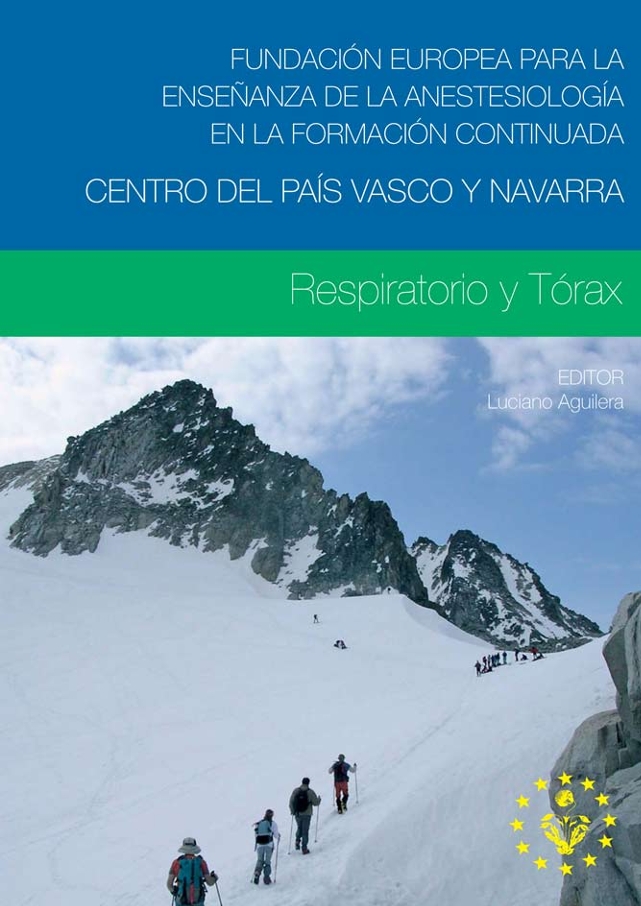 FUNDACIÓN EUROPEA PARA LA
ENSEÑANZA DE LA ANESTESIOLOGÍA
EN LA FORMACIÓN CONTINUADA
CENTRO DEL PAÍS VASCO Y NAVARRA
Respiratorio y Tórax
EDITOR
Luciano Aguilera